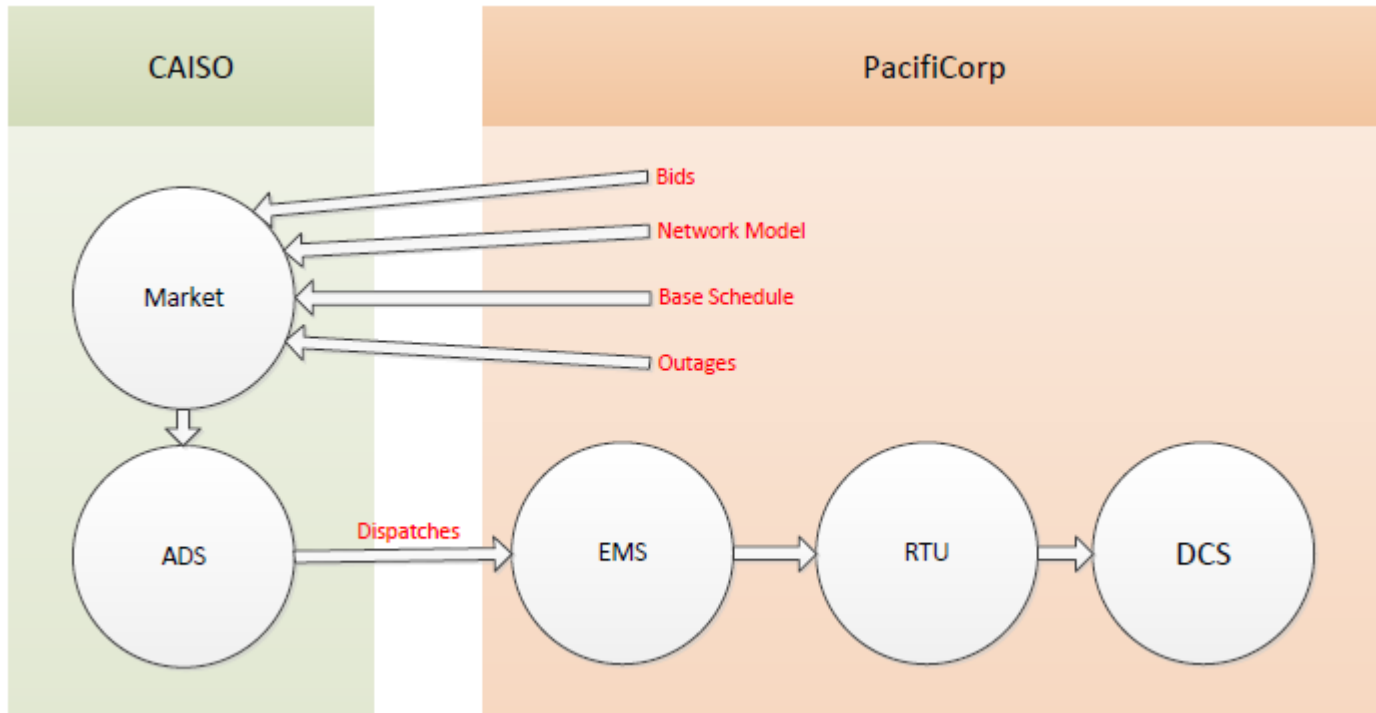 CAISO
PacifiCorp
Bids
Network Model
Market
Base Schedule
Outages
Dispatches
ADS
EMS
RTU
DCS